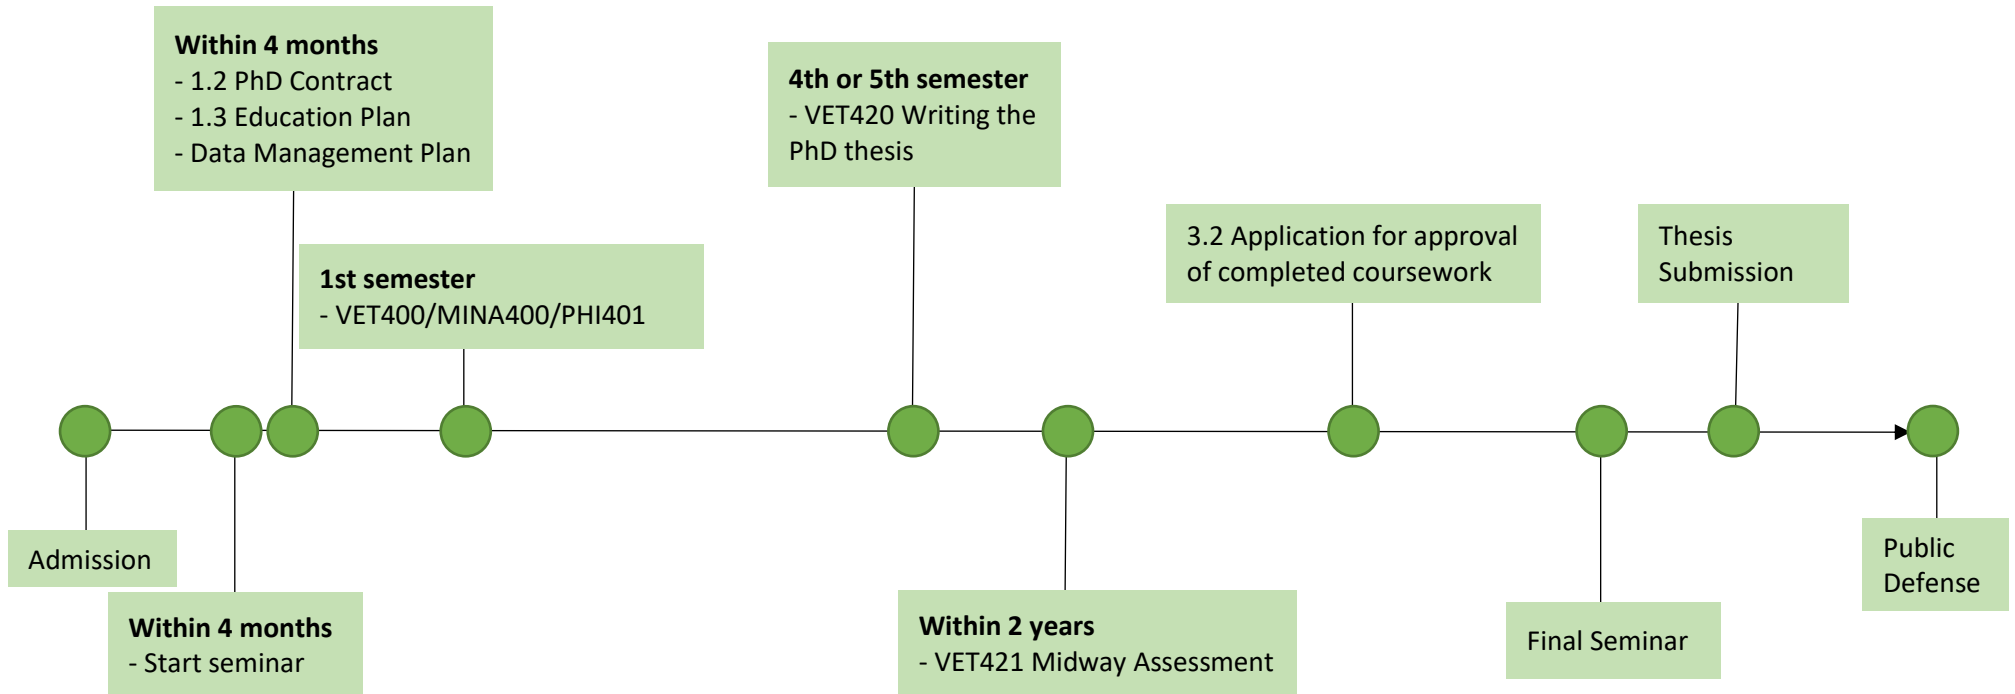 Within 4 months
- 1.2 PhD Contract
- 1.3 Education Plan
- Data Management Plan
4th or 5th semester
- VET420 Writing the
PhD thesis
1st semester
- VET400/MINA400/PHI401
3.2 Application for approval
of completed coursework
Thesis
Submission
Admission
Within 4 months
- Start seminar
Within 2 years
- VET421 Midway Assessment
Final Seminar
Public
Defense